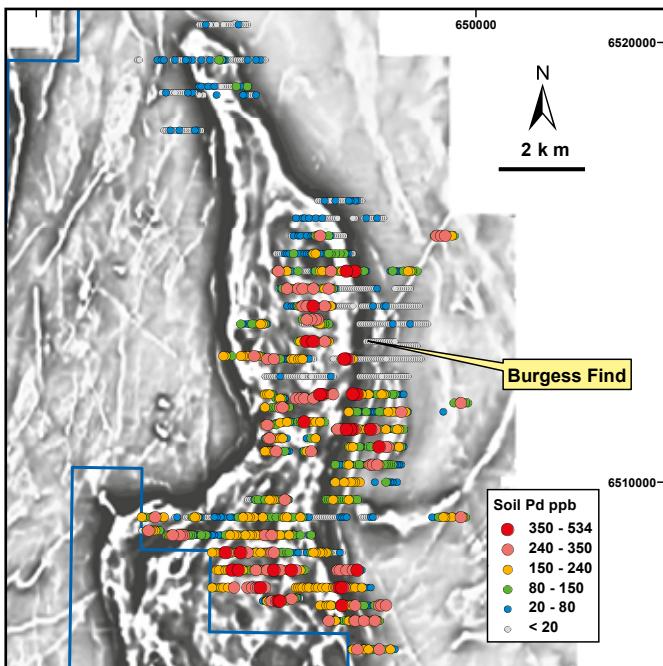 650000
6520000
N
2 k m
Burgess Find
6510000
Soil Pd ppb
350 - 534
240 - 350
150 - 240
80 - 150
20 - 80
< 20